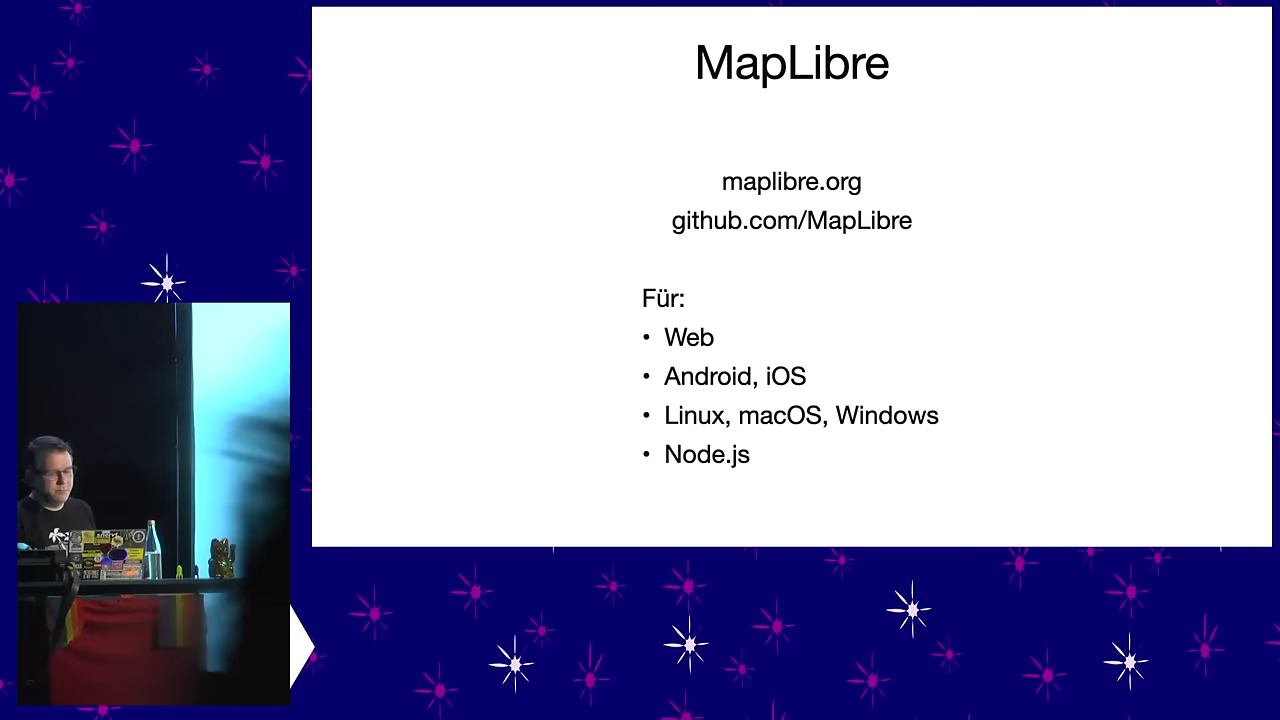 MapLibre
maplibre.org
github.com/MapLibre
Für:
• Web
• Android, iOS
• Linux, macOS, Windows
• Node.js